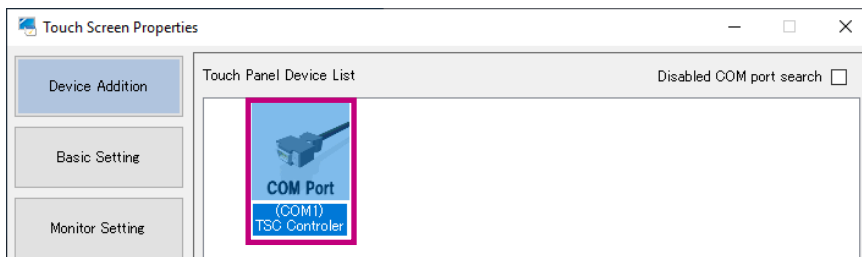 Touch Screen Properties
Device Addition
Touch Panel Device List
Disabled COM port search
Basic Setting
COM Port
(COM1)
TSC Controler
Monitor Setting